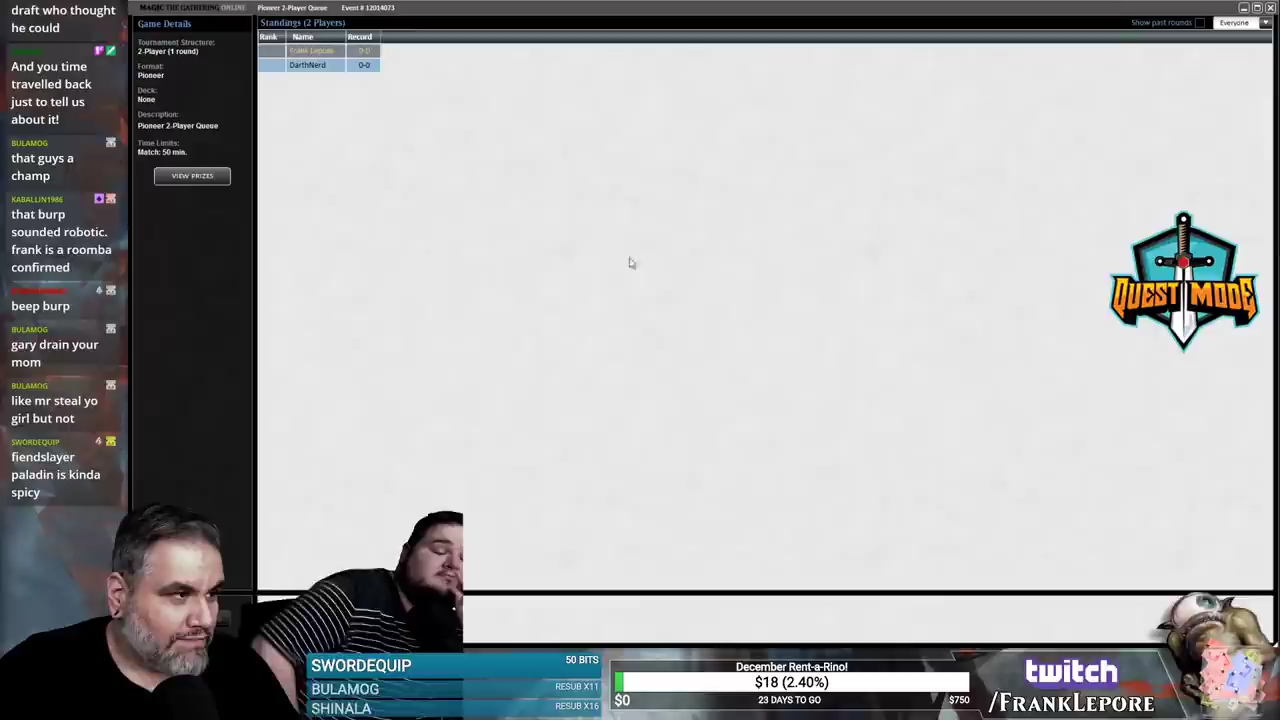 draft who thought
he could
And you time
travelled back
just to tell us
about it!
BULAMOG
that guys a
champ
KABALLIN1986
that burp
sounded robotic.
frank is a roomba
confirmed
beep burp
BULAMOG
gary drain your
mom
BULAMOG
like mr steal yo
girl but not
SWORDEQUIP
fiendslayer
paladin is kinda
spicy
MAGIC THE GATHERING ONLINE
Pioneer 2-Player Queue
Event # 12014073
Game Details
Tournament Structure:
2-Player (1 round)
Format:
Pioneer
Deck:
None
Description:
Pioneer 2-Player Queue
Time Limits:
Match: 50 min.
VIEW PRIZES
Standings (2 Players)
Show past rounds
Everyone
Rank Name Record
Frank Lepore 0-0
DarthNerd 0-0
QUEST MODE
SWORDEQUIP 50 BITS
BULAMOG RESUB X11
SHINALA RESUB X16
December Rent-a-Rino!
$18 (2.40%)
$0 23 DAYS TO GO $750
twitch
/FRANKLEPORE